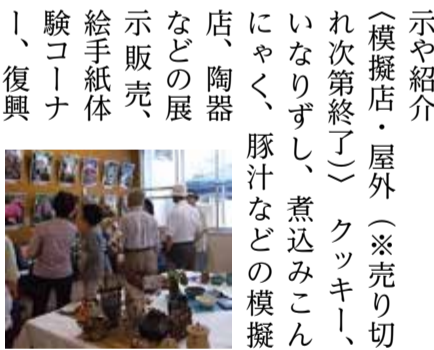 示や紹介
〈模擬店・屋外（※売り切
れ次第終了）〉　クッキー、
いなりずし、煮込みこん
にゃく、豚汁などの模擬
店、陶器
などの展
示販売、
絵手紙体
験コーナ
ー、復興